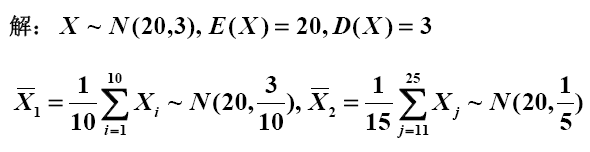 解： X ~ N(20,3), E(X) = 20, D(X) = 3
X̅₁ = 1/10 ∑_{i=1}^{10} X_i ~ N(20, 3/10), X̅₂ = 1/15 ∑_{j=11}^{25} X_j ~ N(20, 1/5)